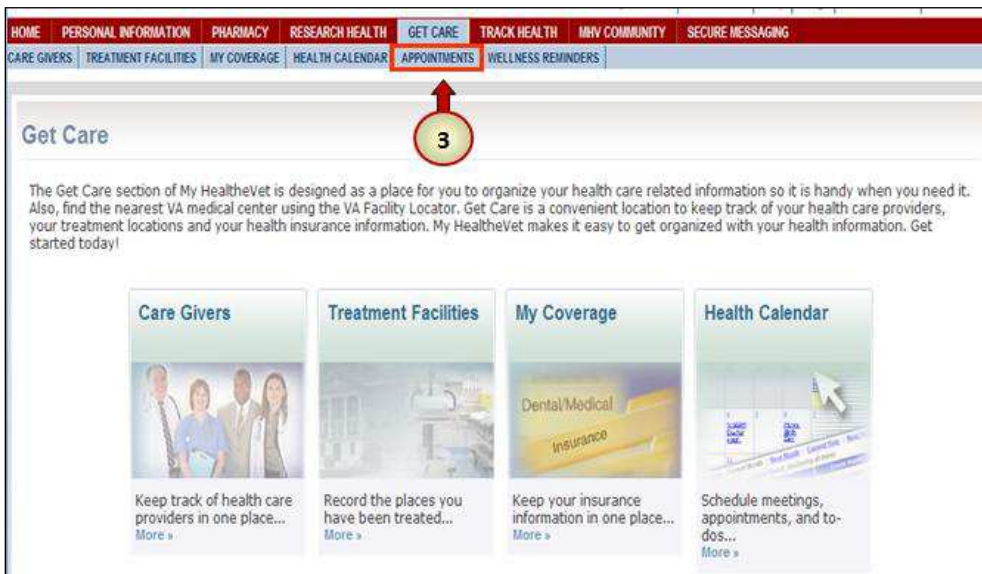 HOME PERSONAL INFORMATION PHARMACY RESEARCH HEALTH GET CARE TRACK HEALTH MHV COMMUNITY SECURE MESSAGING
CARE GIVERS TREATMENT FACILITIES MY COVERAGE HEALTH CALENDAR APPOINTMENTS WELLNESS REMINDERS
3
Get Care
The Get Care section of My HealtheVet is designed as a place for you to organize your health care related information so it is handy when you need it.
Also, find the nearest VA medical center using the VA Facility Locator. Get Care is a convenient location to keep track of your health care providers,
your treatment locations and your health insurance information. My HealtheVet makes it easy to get organized with your health information. Get
started today!
Care Givers
Keep track of health care
providers in one place...
More »
Treatment Facilities
Record the places you
have been treated...
More »
My Coverage
Dental/Medical
Insurance
Keep your insurance
information in one place...
More »
Health Calendar
Schedule meetings,
appointments, and to-
dos...
More »